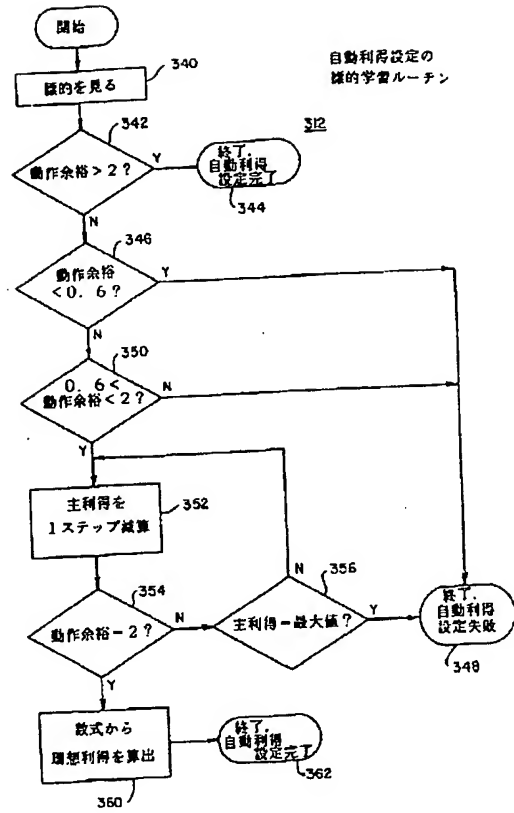 開始
自動利得設定の
標的学習ルーチン
340
標的を見る
342
312
動作余裕>2?
Y
終了.
自動利得
設定完了
344
N
346
動作余裕
<0.6?
Y
N
350
0.6<
動作余裕<2?
N
Y
主利得を
1ステップ減算
352
N
356
354
動作余裕=2?
N
主利得=最大値?
Y
終了.
自動利得
設定失敗
348
Y
数式から
理想利得を算出
終了.
自動利得
設定完了
362
360